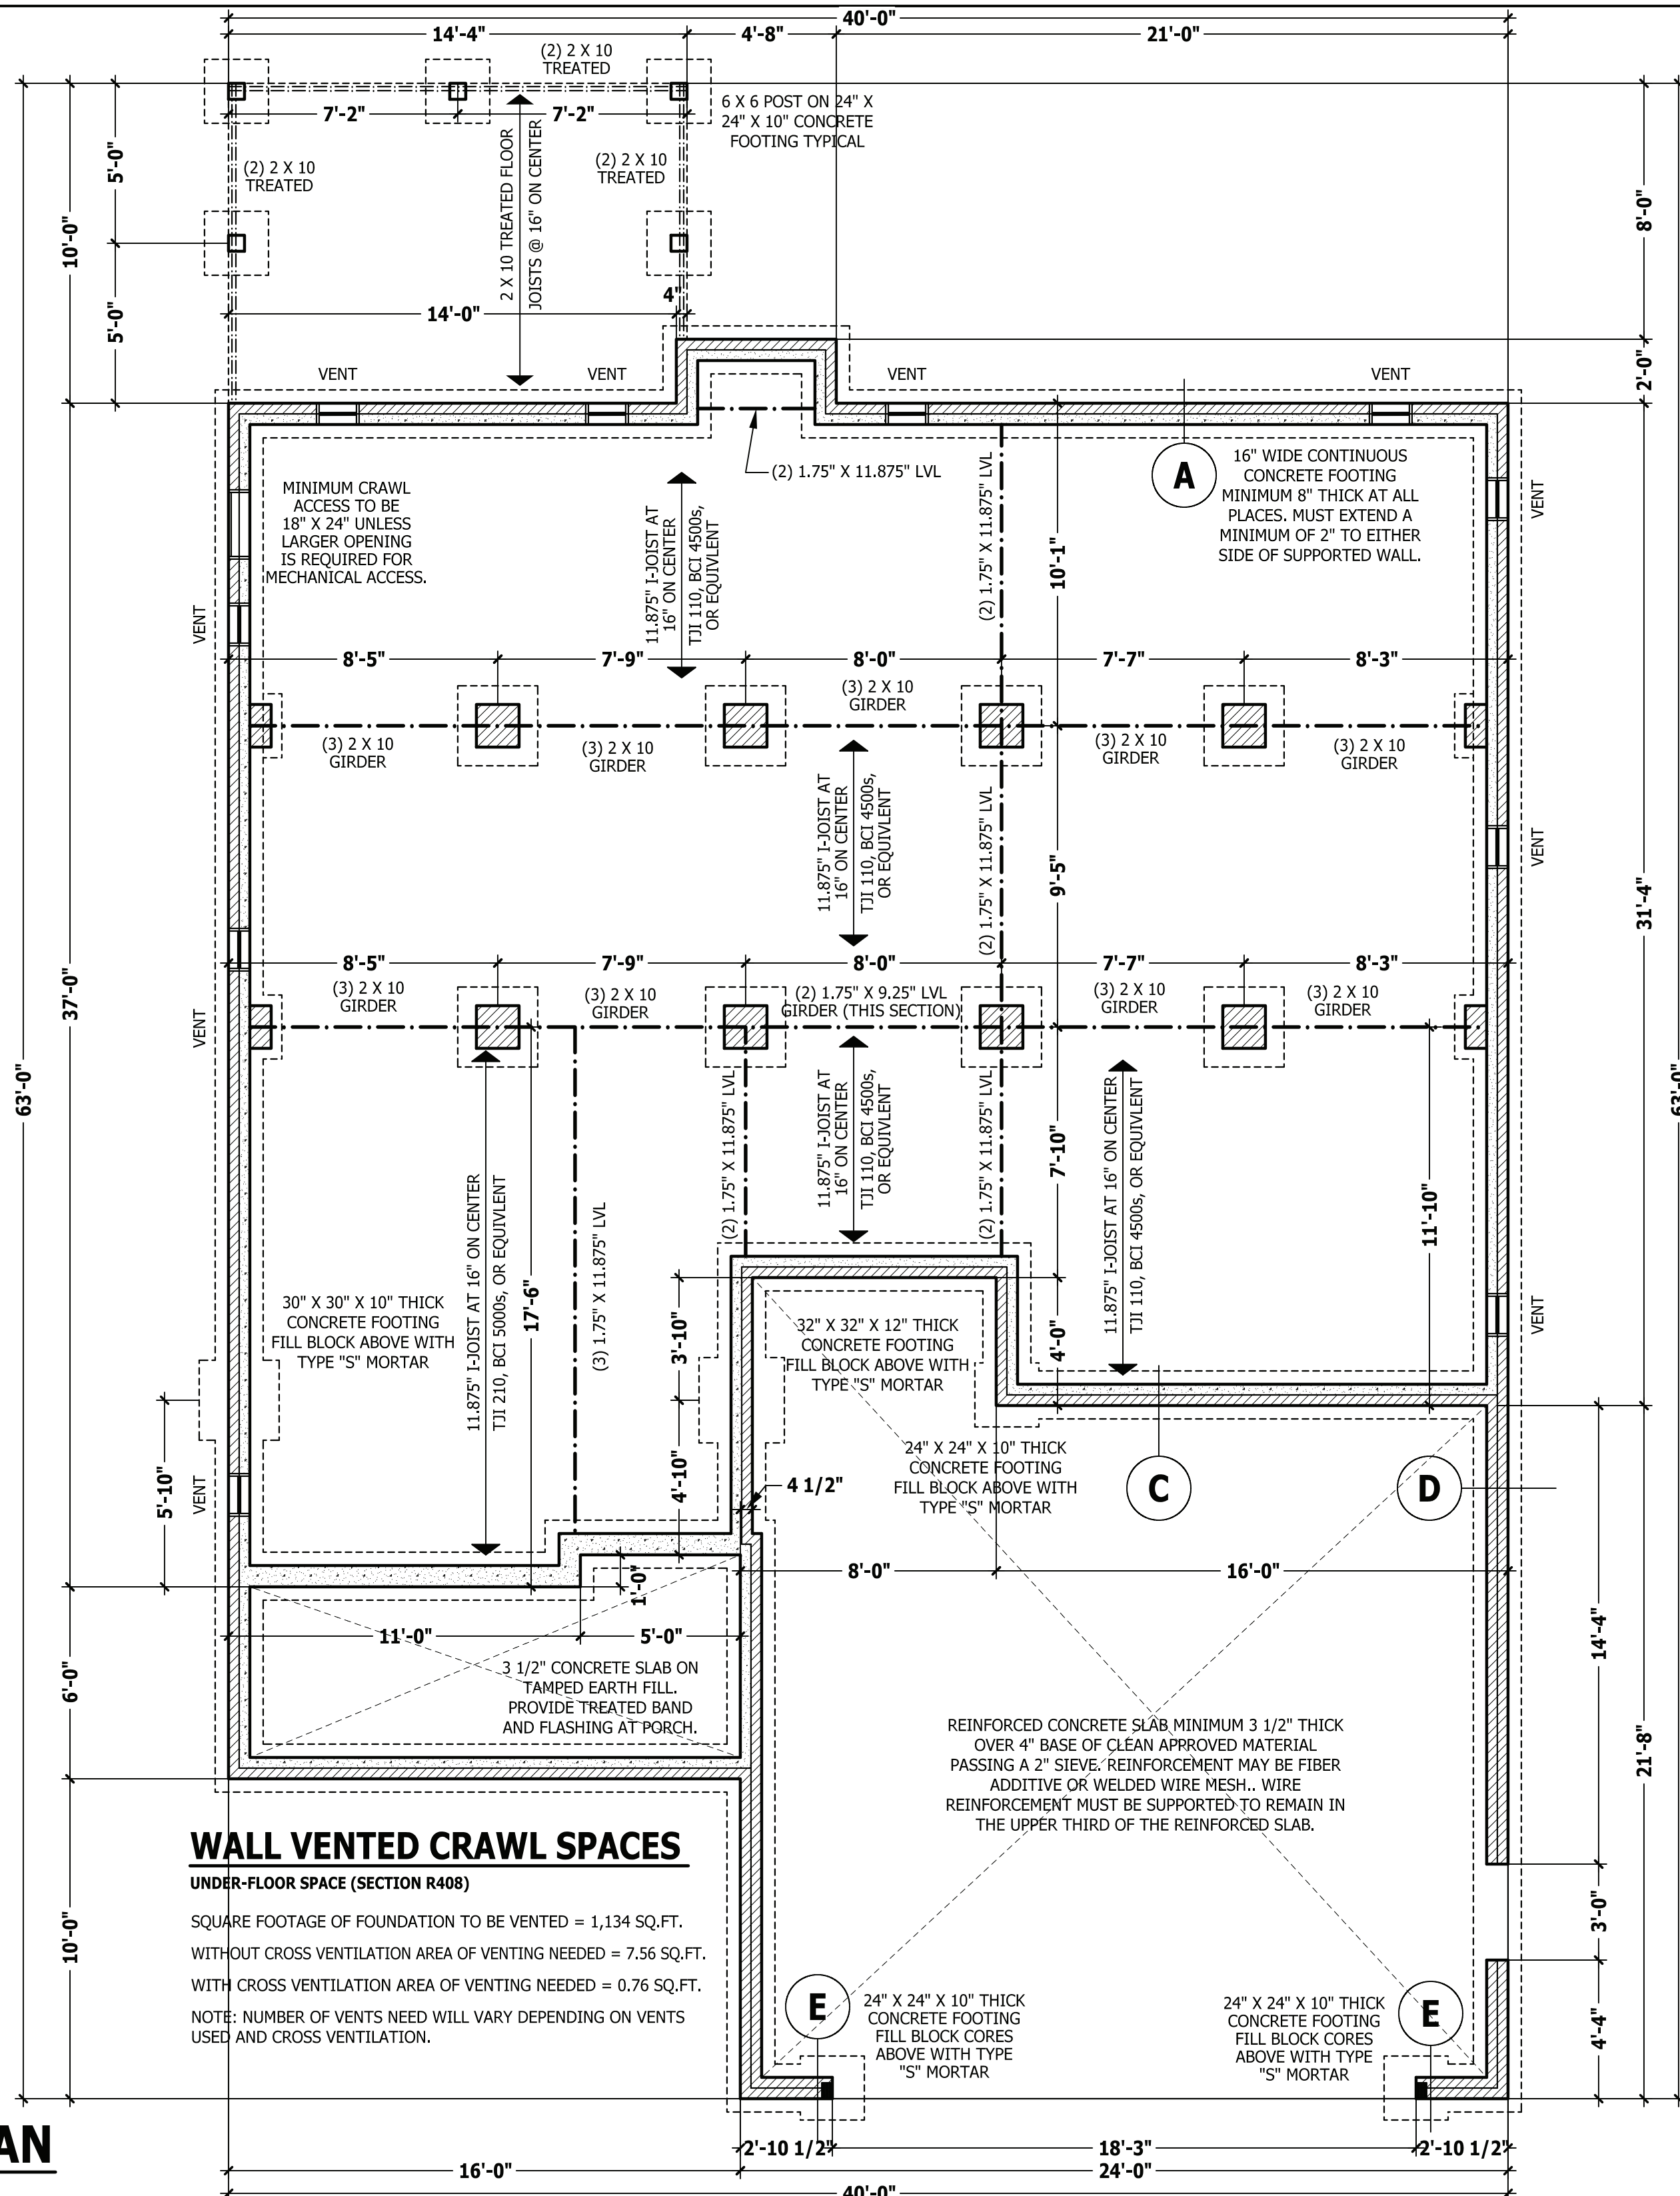 40'-0"
14'-4"
4'-8"
21'-0"
(2) 2 X 10
TREATED
7'-2"
7'-2"
6 X 6 POST ON 24" X
24" X 10" CONCRETE
FOOTING TYPICAL
5'-0"
(2) 2 X 10
TREATED
2 X 10 TREATED FLOOR
JOISTS @ 16" ON CENTER
(2) 2 X 10
TREATED
10'-0"
8'-0"
5'-0"
14'-0"
4"
2'-0"
VENT
VENT
VENT
VENT
(2) 1.75" X 11.875" LVL
MINIMUM CRAWL
ACCESS TO BE
18" X 24" UNLESS
LARGER OPENING
IS REQUIRED FOR
MECHANICAL ACCESS.
11.875" I-JOIST AT
16" ON CENTER
TJI 110, BCI 4500s,
OR EQUIVLENT
(2) 1.75" X 11.875" LVL
10'-1"
A
16" WIDE CONTINUOUS
CONCRETE FOOTING
MINIMUM 8" THICK AT ALL
PLACES. MUST EXTEND A
MINIMUM OF 2" TO EITHER
SIDE OF SUPPORTED WALL.
VENT
VENT
8'-5"
7'-9"
8'-0"
7'-7"
8'-3"
(3) 2 X 10
GIRDER
(3) 2 X 10
GIRDER
(3) 2 X 10
GIRDER
(3) 2 X 10
GIRDER
(3) 2 X 10
GIRDER
11.875" I-JOIST AT
16" ON CENTER
TJI 110, BCI 4500s,
OR EQUIVLENT
(2) 1.75" X 11.875" LVL
9'-5"
VENT
31'-4"
37'-0"
63'-0"
63'-0"
8'-5"
7'-9"
8'-0"
7'-7"
8'-3"
(3) 2 X 10
GIRDER
(3) 2 X 10
GIRDER
(2) 1.75" X 9.25" LVL
GIRDER (THIS SECTION)
(3) 2 X 10
GIRDER
(3) 2 X 10
GIRDER
VENT
11.875" I-JOIST AT 16" ON CENTER
TJI 210, BCI 5000s, OR EQUIVLENT
17'-6"
(3) 1.75" X 11.875" LVL
(2) 1.75" X 11.875" LVL
11.875" I-JOIST AT
16" ON CENTER
TJI 110, BCI 4500s,
OR EQUIVLENT
(2) 1.75" X 11.875" LVL
7'-10"
11.875" I-JOIST AT 16" ON CENTER
TJI 110, BCI 4500s, OR EQUIVLENT
11'-10"
VENT
30" X 30" X 10" THICK
CONCRETE FOOTING
FILL BLOCK ABOVE WITH
TYPE "S" MORTAR
3'-10"
32" X 32" X 12" THICK
CONCRETE FOOTING
FILL BLOCK ABOVE WITH
TYPE "S" MORTAR
4'-0"
5'-10"
VENT
4'-10"
4 1/2"
24" X 24" X 10" THICK
CONCRETE FOOTING
FILL BLOCK ABOVE WITH
TYPE "S" MORTAR
C
D
8'-0"
16'-0"
1'-0"
11'-0"
5'-0"
14'-4"
6'-0"
3 1/2" CONCRETE SLAB ON
TAMPED EARTH FILL.
PROVIDE TREATED BAND
AND FLASHING AT PORCH.
REINFORCED CONCRETE SLAB MINIMUM 3 1/2" THICK
OVER 4" BASE OF CLEAN APPROVED MATERIAL
PASSING A 2" SIEVE. REINFORCEMENT MAY BE FIBER
ADDITIVE OR WELDED WIRE MESH.. WIRE
REINFORCEMENT MUST BE SUPPORTED TO REMAIN IN
THE UPPER THIRD OF THE REINFORCED SLAB.
21'-8"
WALL VENTED CRAWL SPACES
UNDER-FLOOR SPACE (SECTION R408)
SQUARE FOOTAGE OF FOUNDATION TO BE VENTED = 1,134 SQ.FT.
WITHOUT CROSS VENTILATION AREA OF VENTING NEEDED = 7.56 SQ.FT.
WITH CROSS VENTILATION AREA OF VENTING NEEDED = 0.76 SQ.FT.
NOTE: NUMBER OF VENTS NEED WILL VARY DEPENDING ON VENTS
USED AND CROSS VENTILATION.
10'-0"
3'-0"
4'-4"
E
24" X 24" X 10" THICK
CONCRETE FOOTING
FILL BLOCK CORES
ABOVE WITH TYPE
"S" MORTAR
24" X 24" X 10" THICK
CONCRETE FOOTING
FILL BLOCK CORES
ABOVE WITH TYPE
"S" MORTAR
E
AN
2'-10 1/2"
18'-3"
2'-10 1/2"
16'-0"
24'-0"
40'-0"